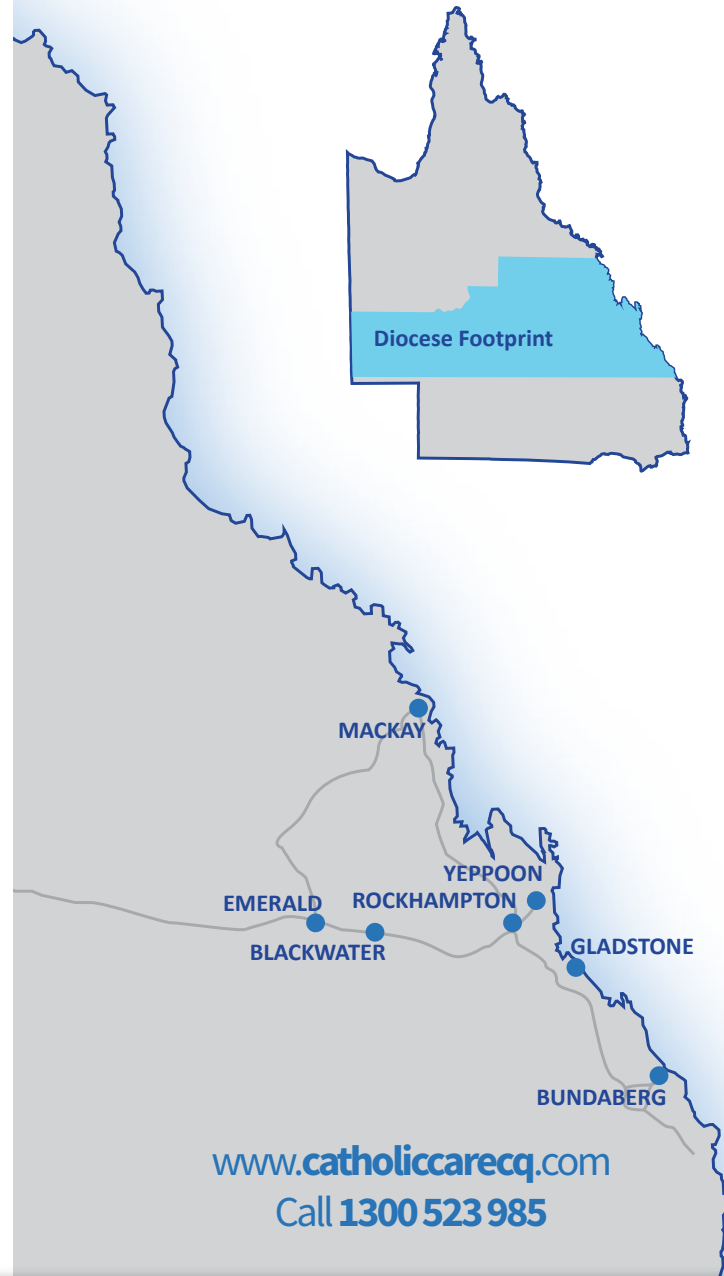 Diocese Footprint
MACKAY
YEPPOON
EMERALD
ROCKHAMPTON
BLACKWATER
GLADSTONE
BUNDABERG
www.catholiccarecq.com
Call 1300 523 985